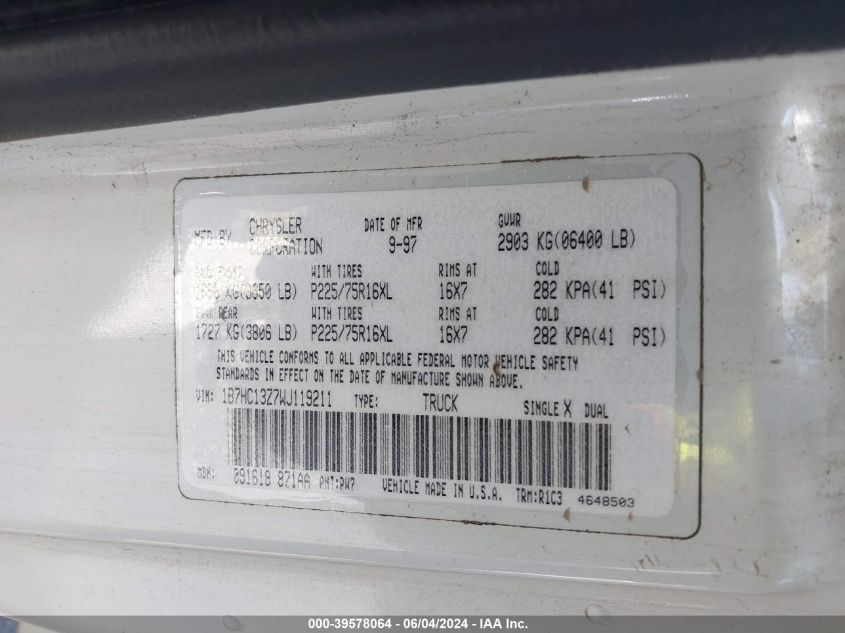 MFD BY CHRYSLER CORPORATION DATE OF MFR 9-97 GVWR 2903 KG(06400 LB)
WITH TIRES RIMS AT COLD
KG( LB) P225/75R16XL 16X7 282 KPA(41 PSI)
REAR WITH TIRES RIMS AT COLD
1727 KG(3806 LB) P225/75R16XL 16X7 282 KPA(41 PSI)
THIS VEHICLE CONFORMS TO ALL APPLICABLE FEDERAL MOTOR VEHICLE SAFETY
STANDARDS IN EFFECT ON THE DATE OF MANUFACTURE SHOWN ABOVE.
VIN: 1B7HC13Z7WJ119211 TYPE: TRUCK SINGLE X DUAL
MDH: 091618 871AA PNT:PW7 VEHICLE MADE IN U.S.A. TRM:R1C3 4648503
000-39578064 - 06/04/2024 - IAA Inc.